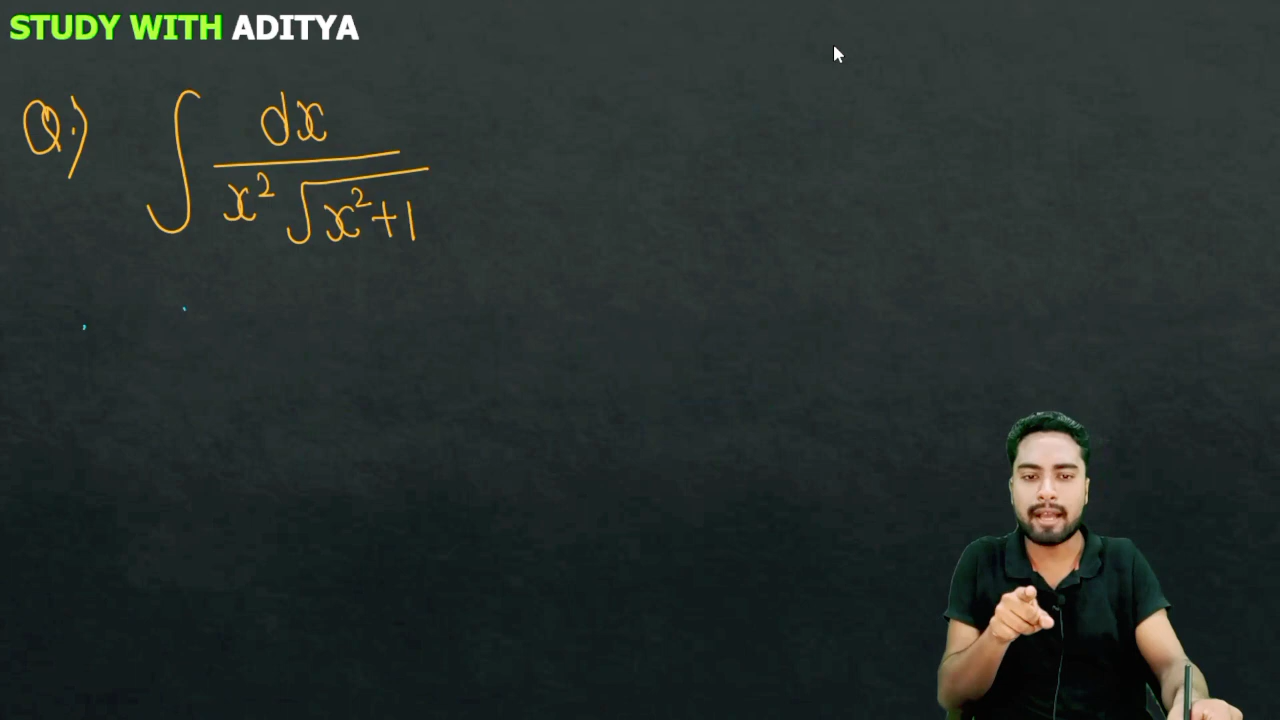 STUDY WITH ADITYA
Q.) ∫ dx / x² √x²+1